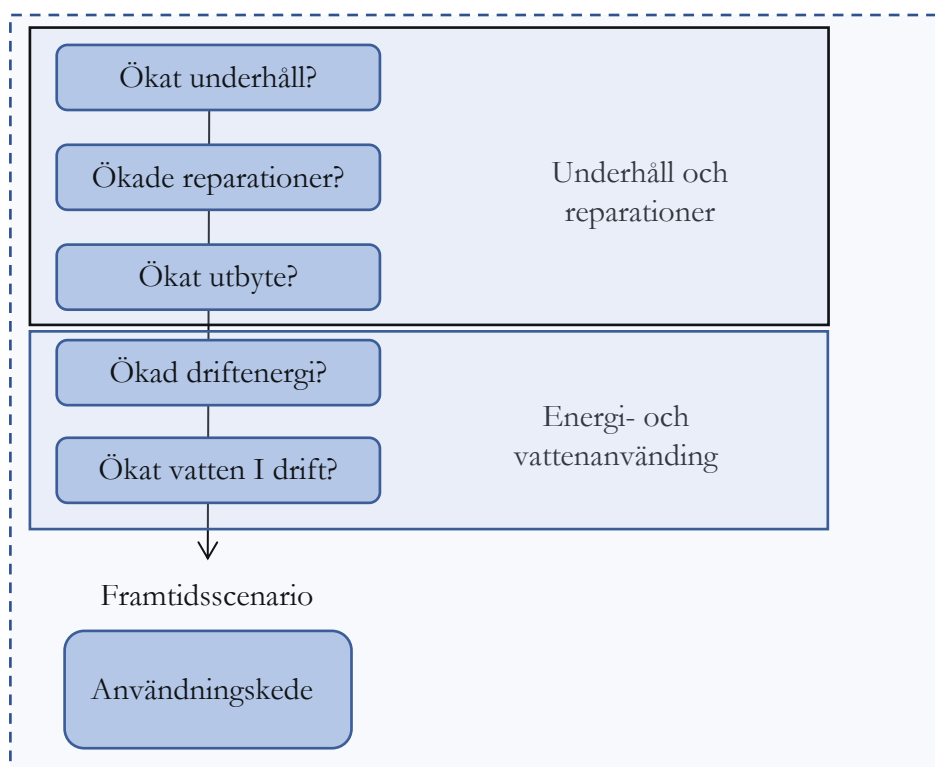 Ökat underhåll?
Ökade reparationer?
Underhåll och
reparationer
Ökat utbyte?
Ökad driftenergi?
Energi- och
vattenanvänding
Ökat vatten I drift?
Framtidsscenario
Användningskede